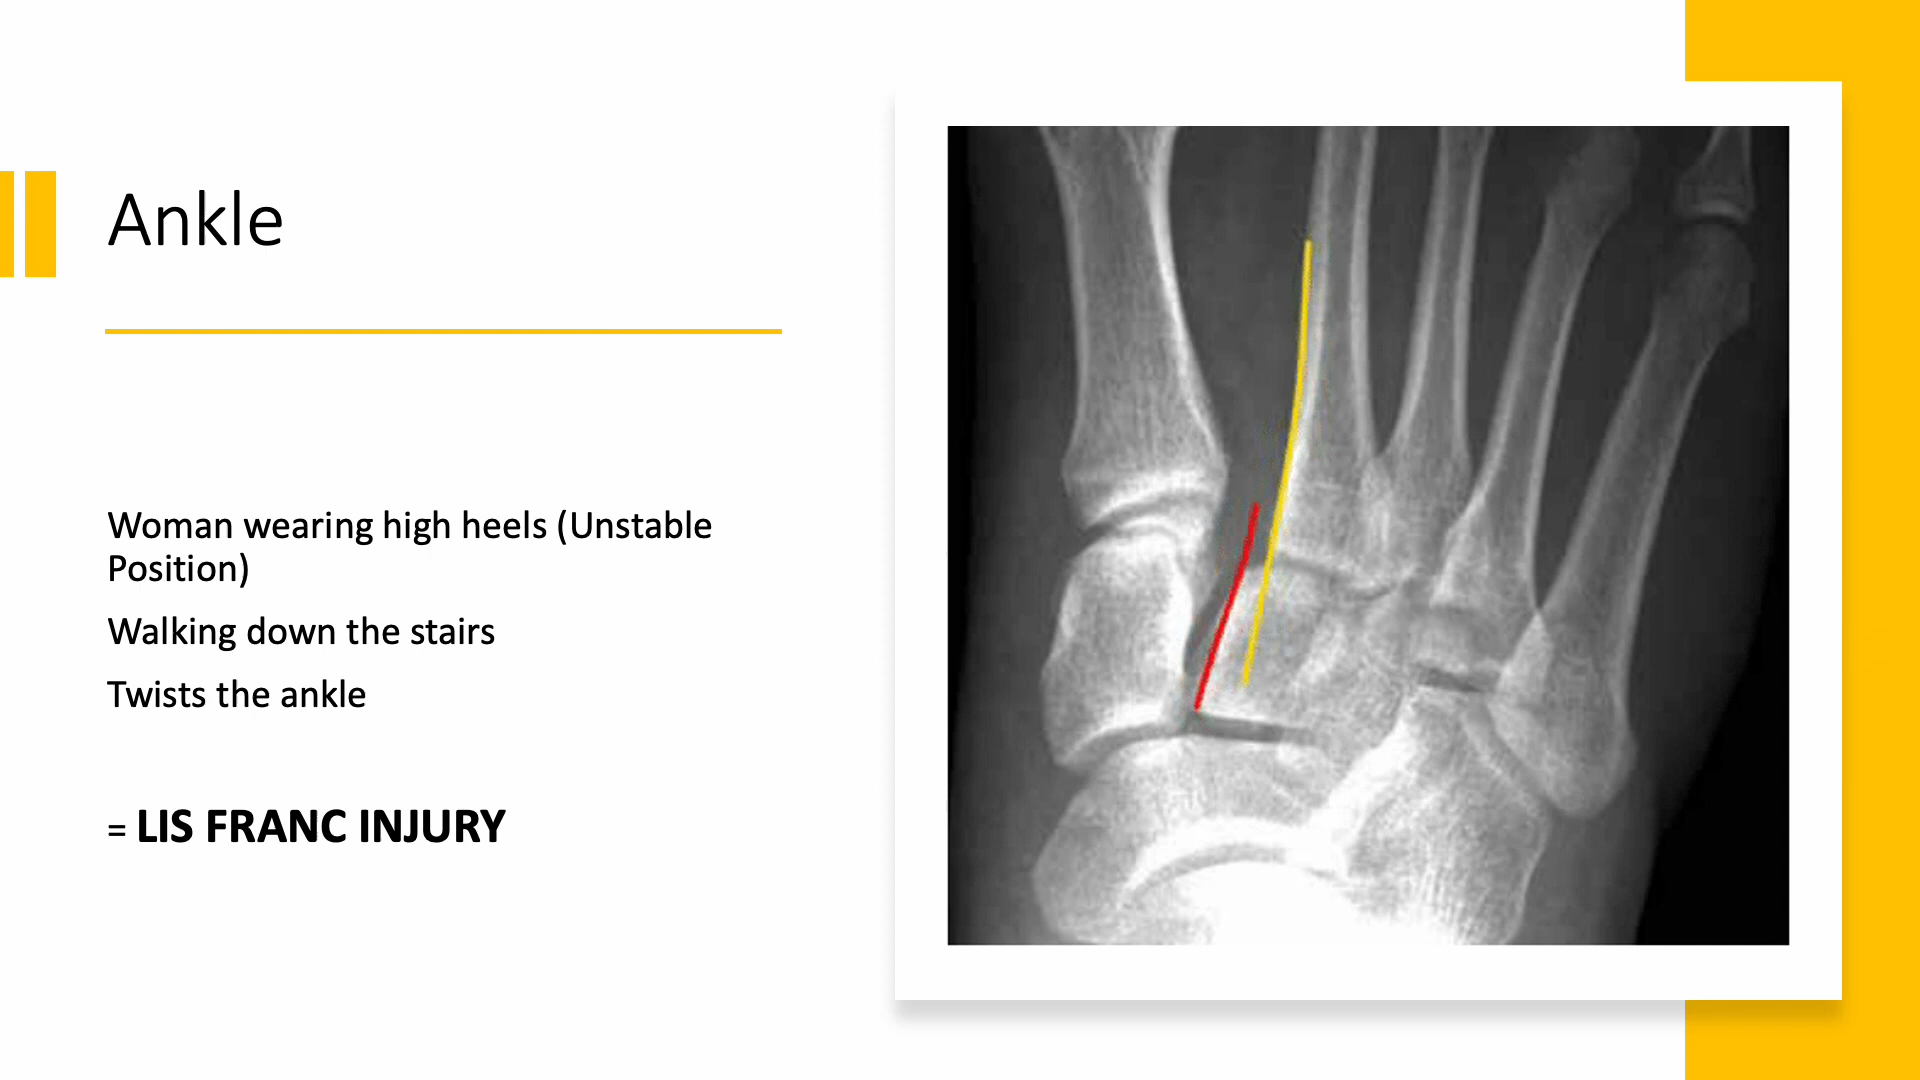 Ankle
Woman wearing high heels (Unstable
Position)
Walking down the stairs
Twists the ankle
= LIS FRANC INJURY